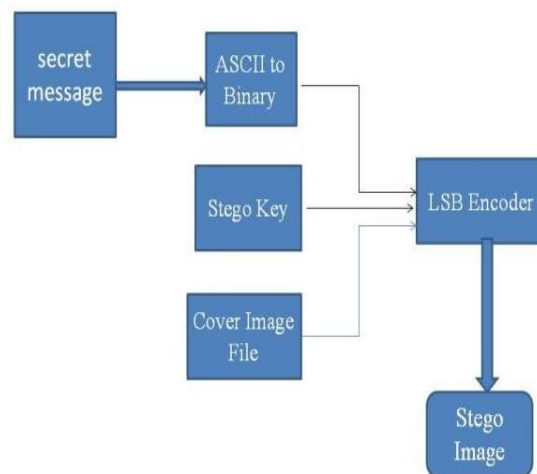 secret
message
ASCII to
Binary
Stego Key
LSB Encoder
Cover Image
File
Stego
Image